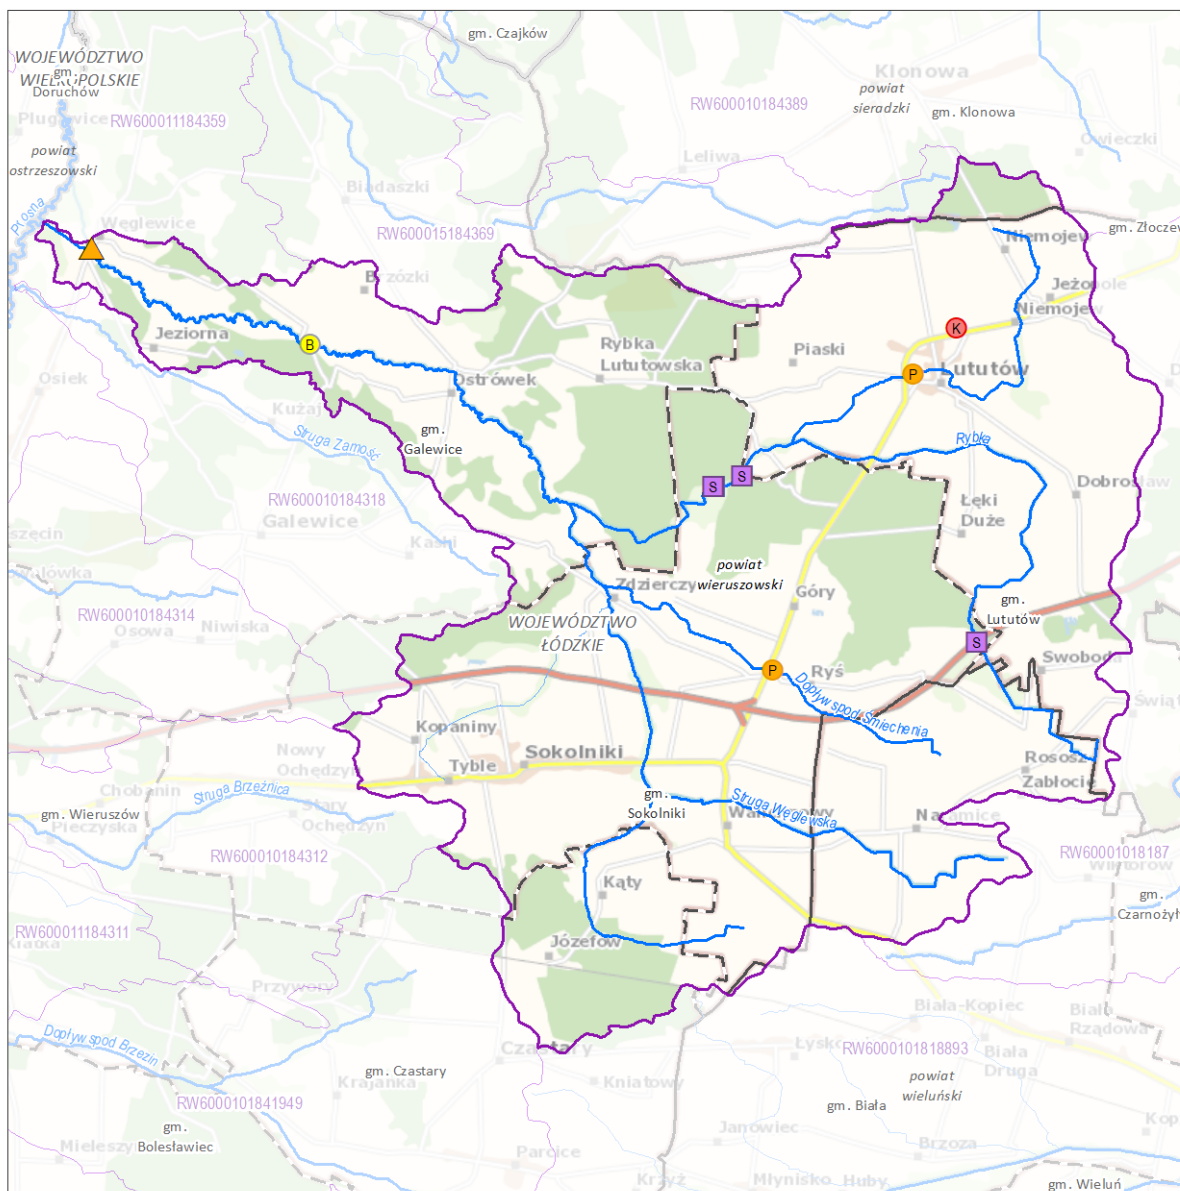 gm. Czajków
WOJEWÓDZTWO
WIELKOPOLSKIE
gm.
Doruchów
Klonowa
powiat
sieradzki
RW600010184389
gm. Klonowa
Plugawice
RW600011184359
Owieczki
powiat
ostrzeszowski
Leliwa
Biadaszki
Prosna
Węglewice
RW600015184369
gm. Złoczew
Niemojew
Brzózki
Jeżopole
Niemojew
K
Jeziorna
B
Rybka
Lututowska
Piaski
P
Lututów
Osiek
Ostrówek
Kużaj
gm.
Galewice
Struga Zamość
Rybka
S
S
Dobrosław
RW600010184318
Galewice
Łęki
Duże
Kaski
powiat
wieruszowski
Zdzierczy
Góry
gm.
Lututów
RW600010184314
Osowa
Niwiska
WOJEWÓDZTWO
ŁÓDZKIE
S
Swoboda
P
Ryś
Dopływ spod Śmiechenia
Kopaniny
Nowy
Ochędzyn
Sokolniki
Tyble
Rososz
Zabłocie
Chobanin
Struga Brzeźnica
Stary
Ochędzyn
gm. Wieruszów
Pieczyska
gm.
Sokolniki
Struga Węglewska
RW600010184312
RW60001018187
Kąty
gm.
Czarnożyły
RW600011184311
Józefów
Przywory
Biała-Kopiec
Biała
Rządowa
Dopływ spod Brzezin
Czastary
Łysko
RW6000101818893
Biała
Druga
gm. Czastary
Krajanka
Kniatowy
powiat
wieluński
RW6000101841949
gm. Biała
gm.
Bolesławiec
Janowiec
Mieleszy
Parcice
Brzoza
Krzyż
Młynisko
Huby
gm. Wieluń